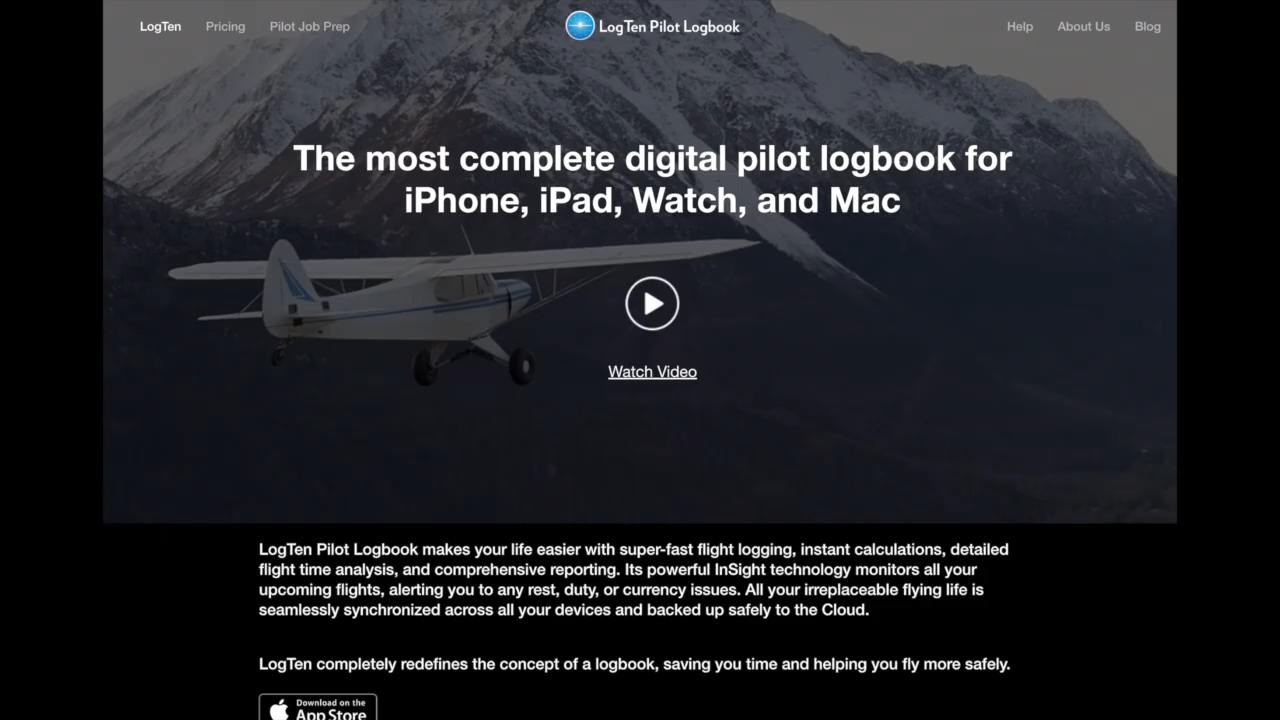 LogTen Pricing Pilot Job Prep LogTen Pilot Logbook Help About Us Blog
The most complete digital pilot logbook for
iPhone, iPad, Watch, and Mac
Watch Video
LogTen Pilot Logbook makes your life easier with super-fast flight logging, instant calculations, detailed
flight time analysis, and comprehensive reporting. Its powerful InSight technology monitors all your
upcoming flights, alerting you to any rest, duty, or currency issues. All your irreplaceable flying life is
seamlessly synchronized across all your devices and backed up safely to the Cloud.
LogTen completely redefines the concept of a logbook, saving you time and helping you fly more safely.
Download on the
App Store